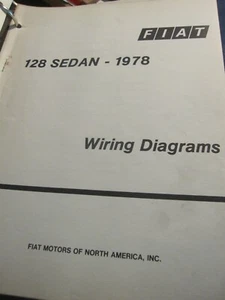 FIAT
128 SEDAN - 1978
Wiring Diagrams
FIAT MOTORS OF NORTH AMERICA, INC.